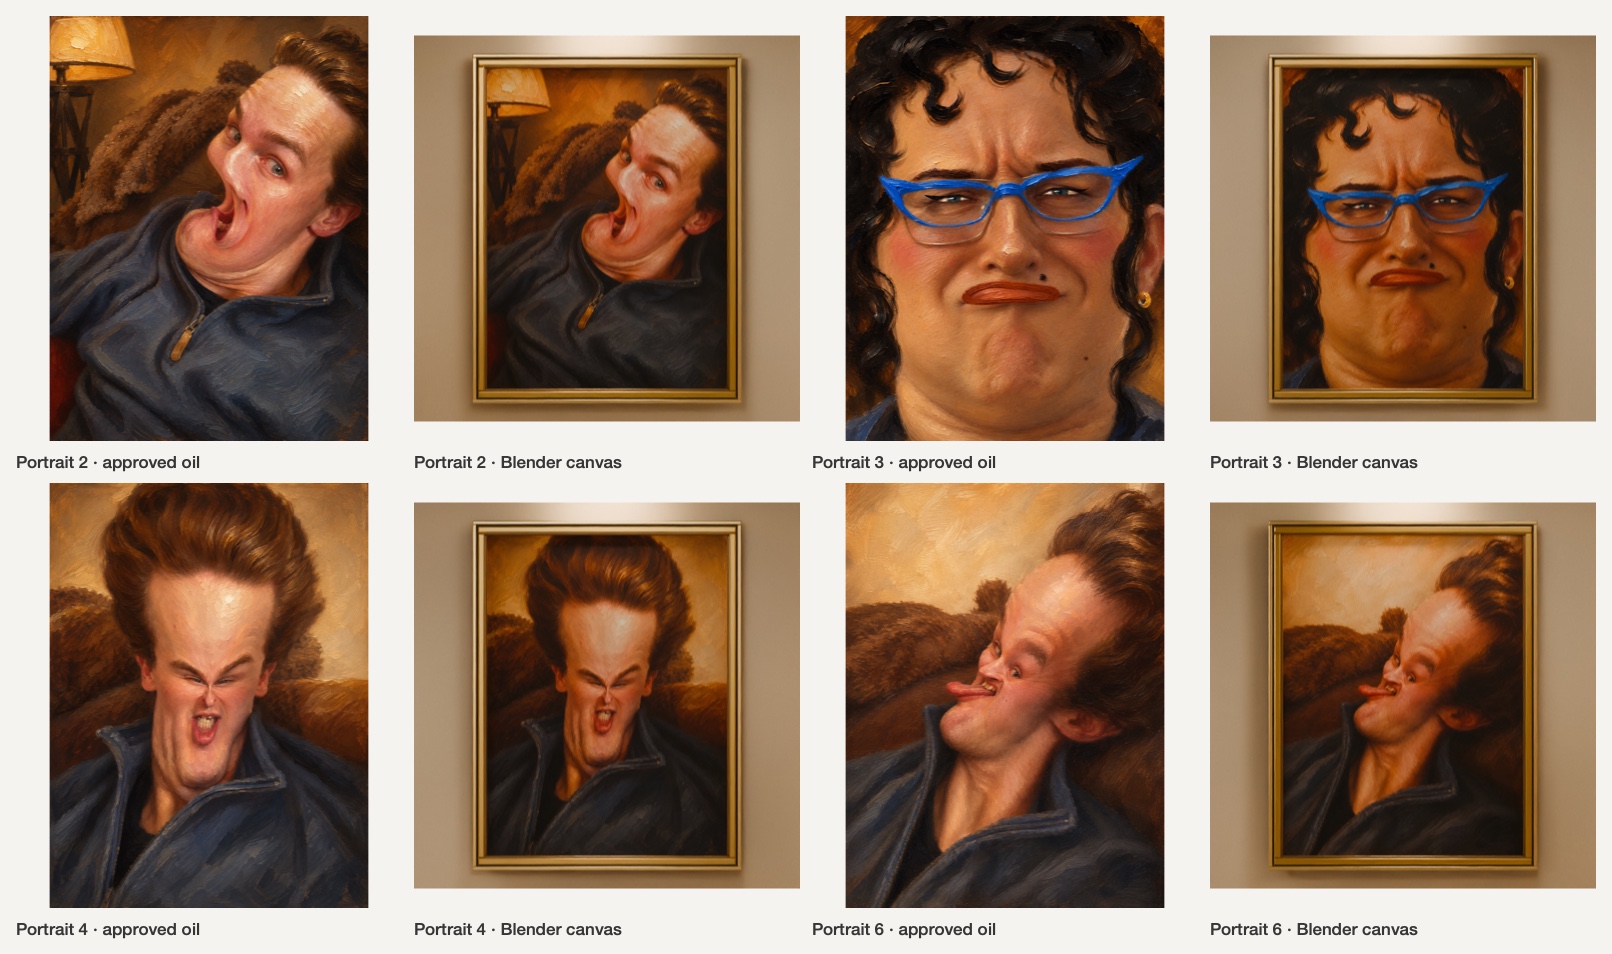 Portrait 2 · approved oil
Portrait 2 · Blender canvas
Portrait 3 · approved oil
Portrait 3 · Blender canvas
Portrait 4 · approved oil
Portrait 4 · Blender canvas
Portrait 6 · approved oil
Portrait 6 · Blender canvas